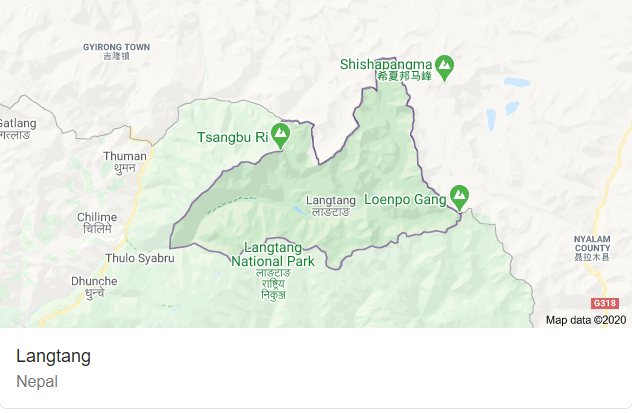 GYIRONG TOWN
吉隆镇
Shishapangma
希夏邦马峰
Gatlang
गत्लाङ
Tsangbu Ri
Thuman
थुमन
Langtang
लाङटाङ
Loenpo Gang
Chilime
चिलिमे
Langtang
National Park
लाङटाङ
राष्ट्रिय
निकुञ्ज
Thulo Syabru
NYALAM
COUNTY
聂拉木县
Dhunche
धुन्चे
G318
Map data ©2020
Langtang
Nepal